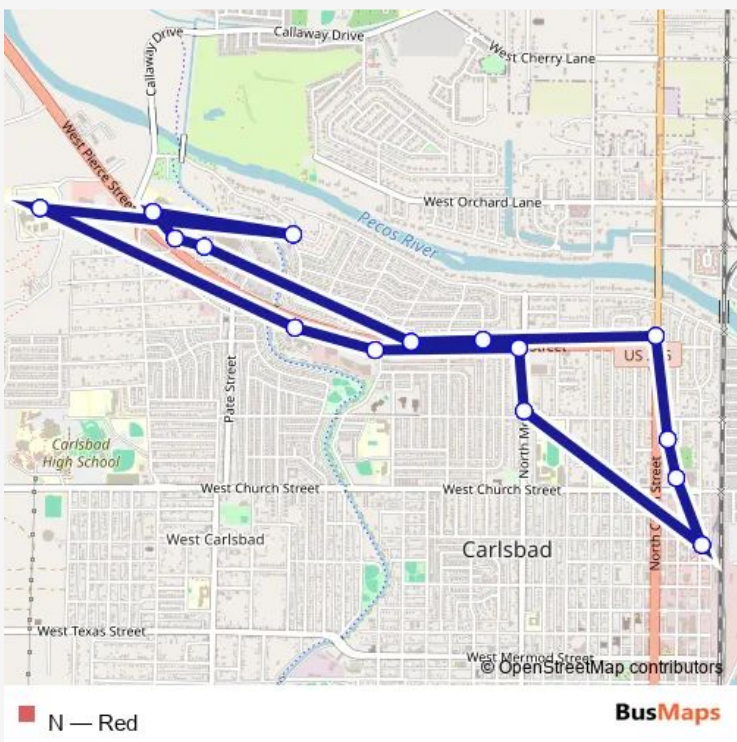 Callaway Drive
Callaway Drive
West Cherry Lane
West Pierce Street
West Orchard Lane
Pecos River
Street
US
Pate Street
Carlsbad
High School
North
West Church Street
West Church Street
North
Street
West Carlsbad
Carlsbad
West Texas Street
West Mermod Street
© OpenStreetMap contributors
N — Red
BusMaps